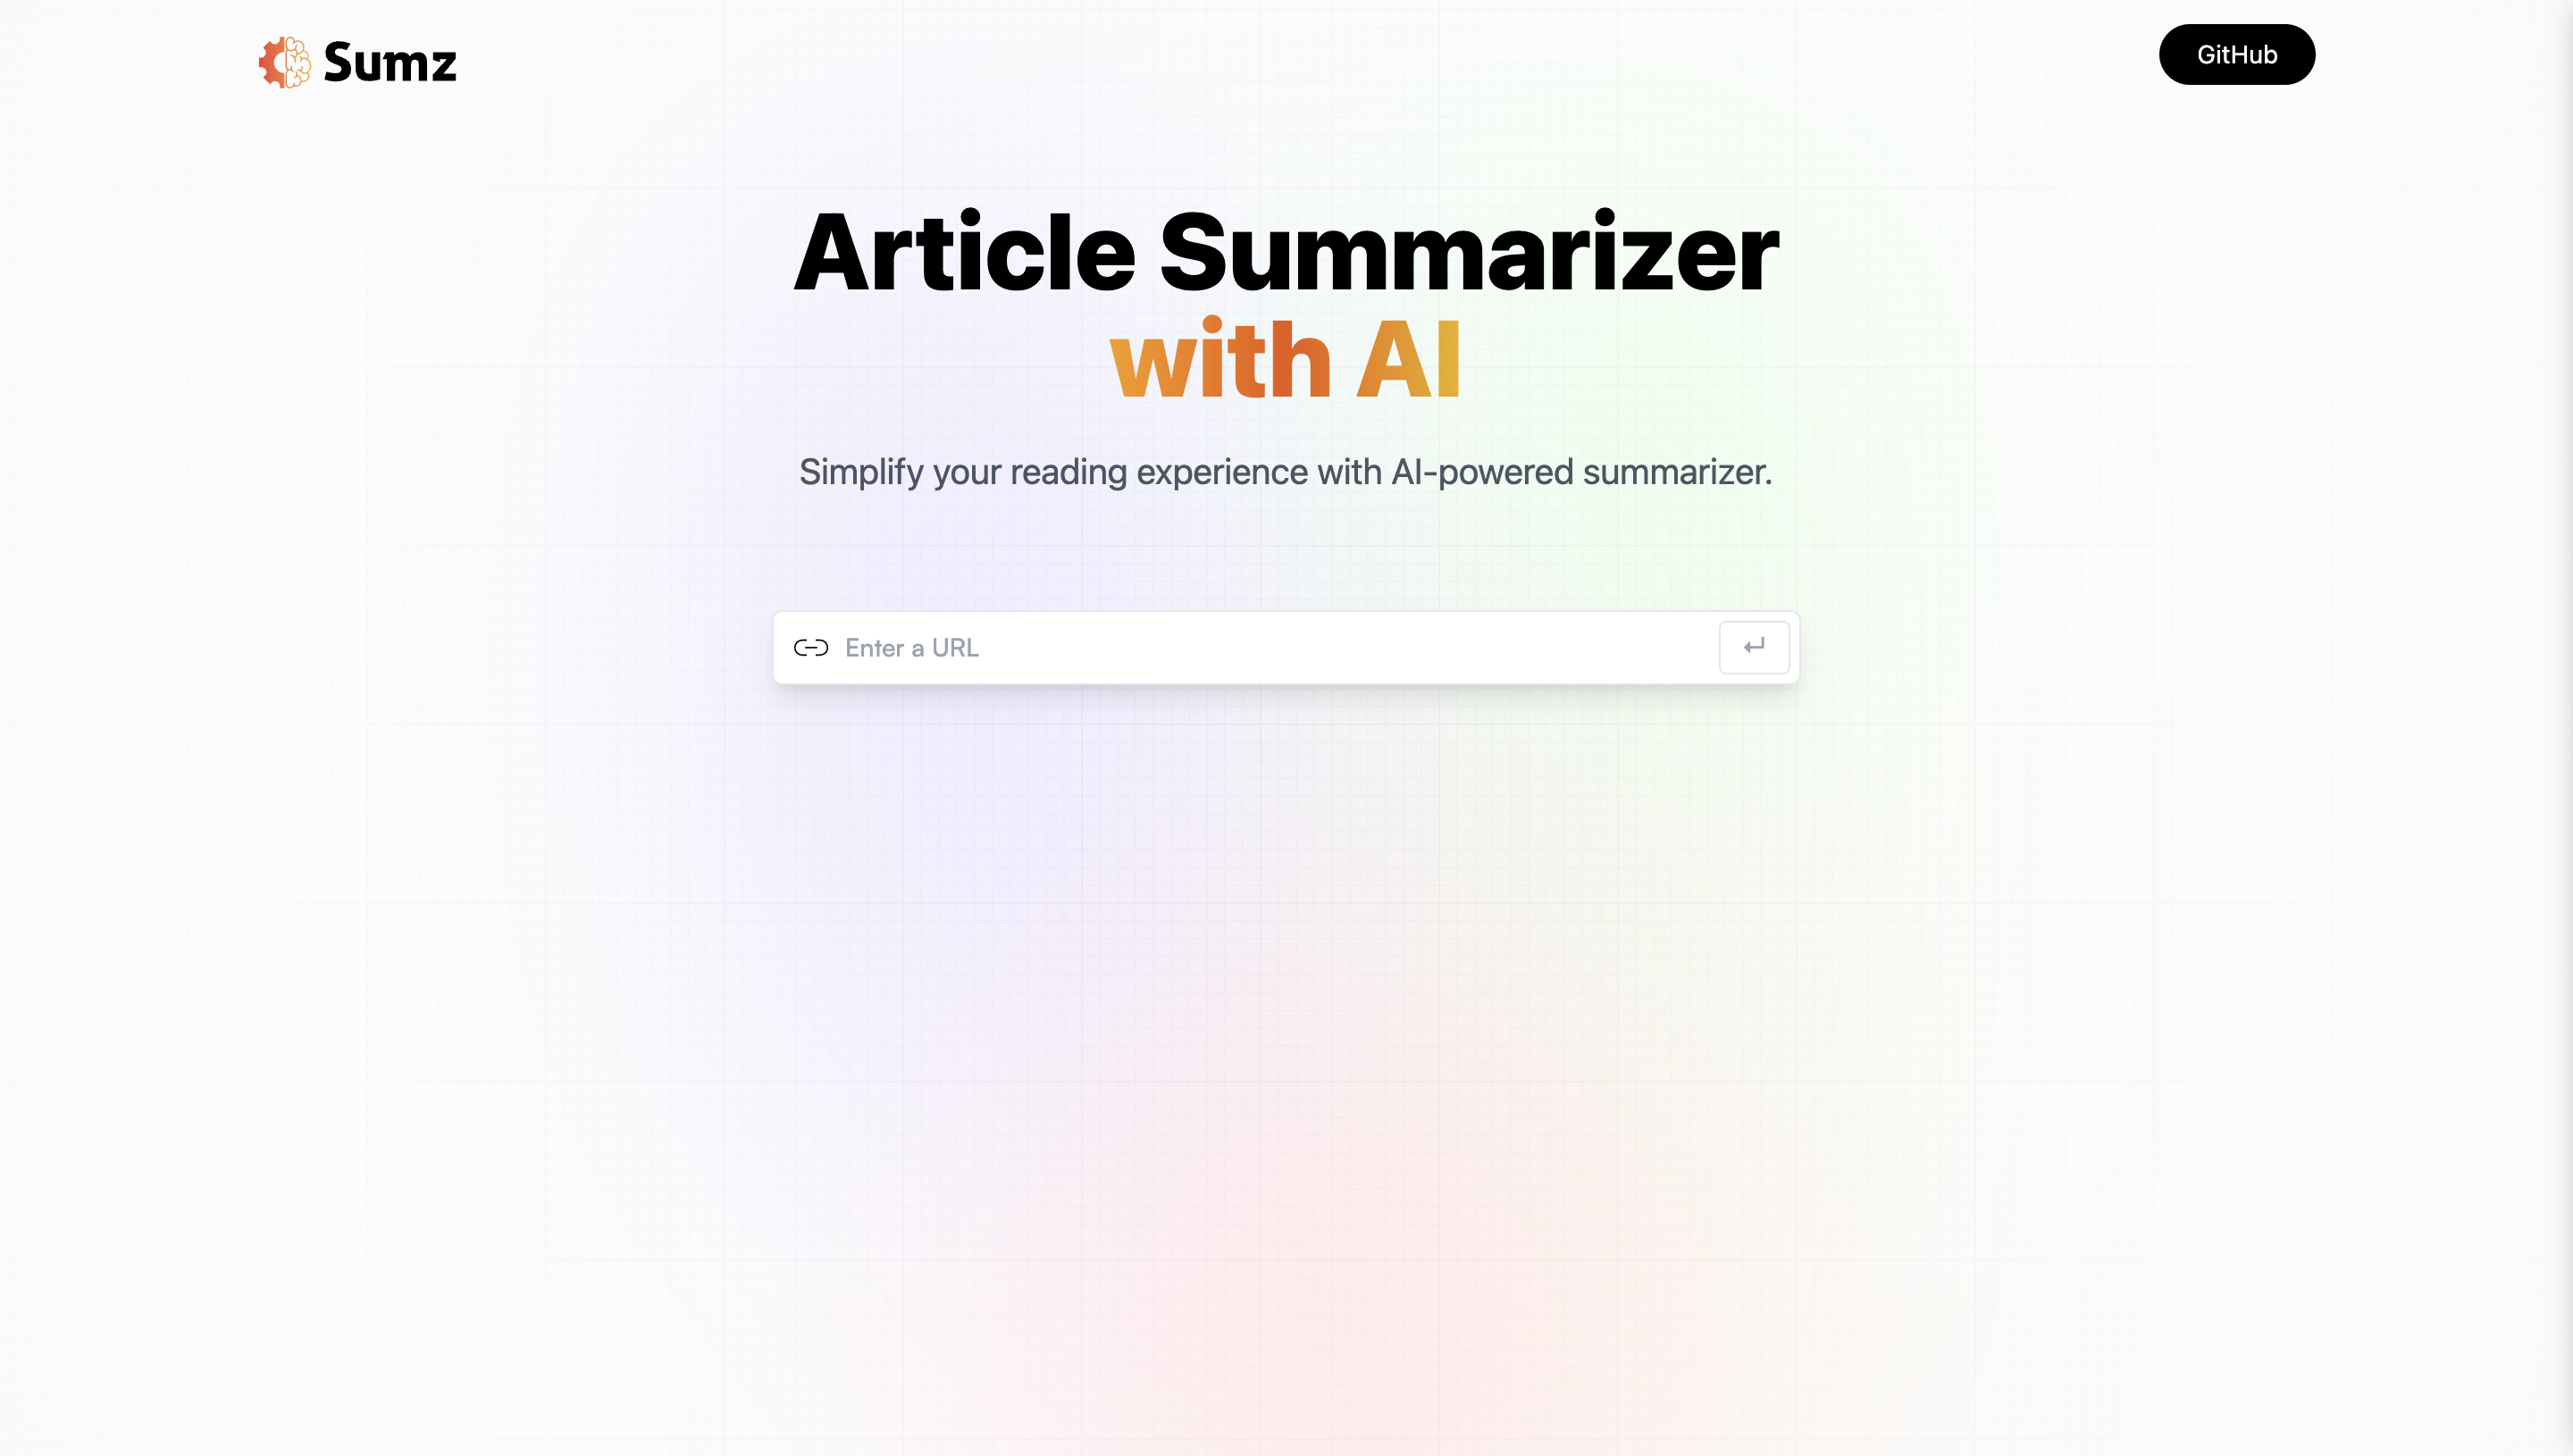 Sumz
GitHub
Article Summarizer
with AI
Simplify your reading experience with AI-powered summarizer.
Enter a URL